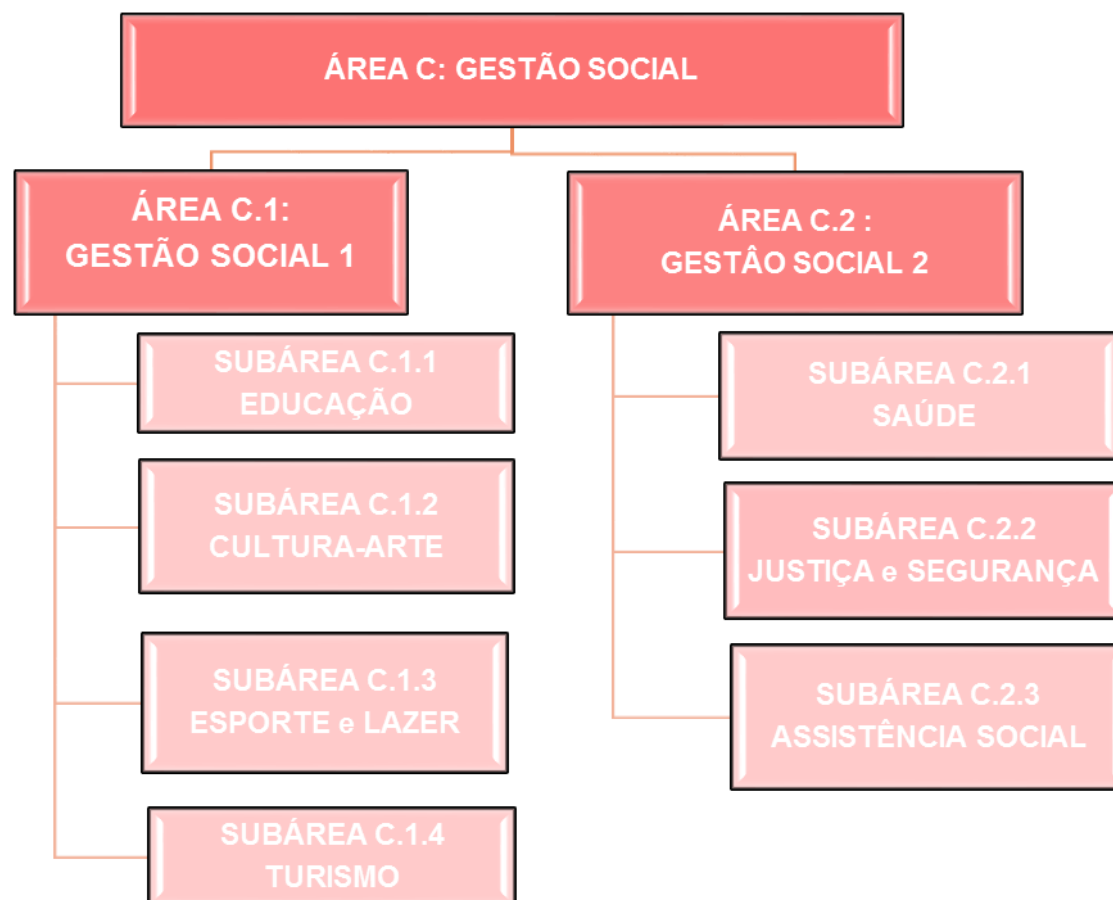 ÁREA C: GESTÃO SOCIAL
ÁREA C.1:
GESTÃO SOCIAL 1
SUBÁREA C.1.1
EDUCAÇÃO
SUBÁREA C.1.2
CULTURA-ARTE
SUBÁREA C.1.3
ESPORTE e LAZER
SUBÁREA C.1.4
TURISMO
ÁREA C.2 :
GESTÂO SOCIAL 2
SUBÁREA C.2.1
SAÚDE
SUBÁREA C.2.2
JUSTIÇA e SEGURANÇA
SUBÁREA C.2.3
ASSISTÊNCIA SOCIAL